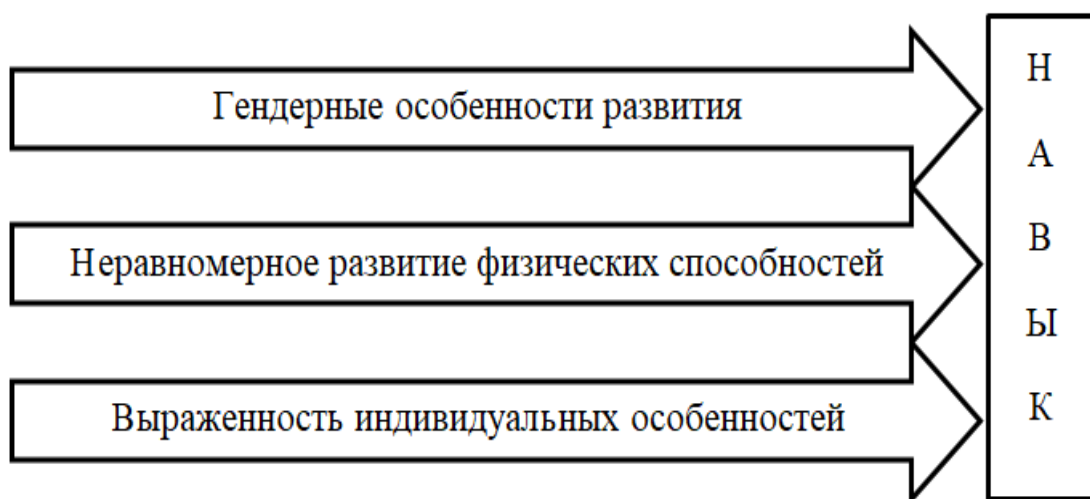 Гендерные особенности развития
Неравномерное развитие физических способностей
Выраженность индивидуальных особенностей
Н
А
В
Ы
К